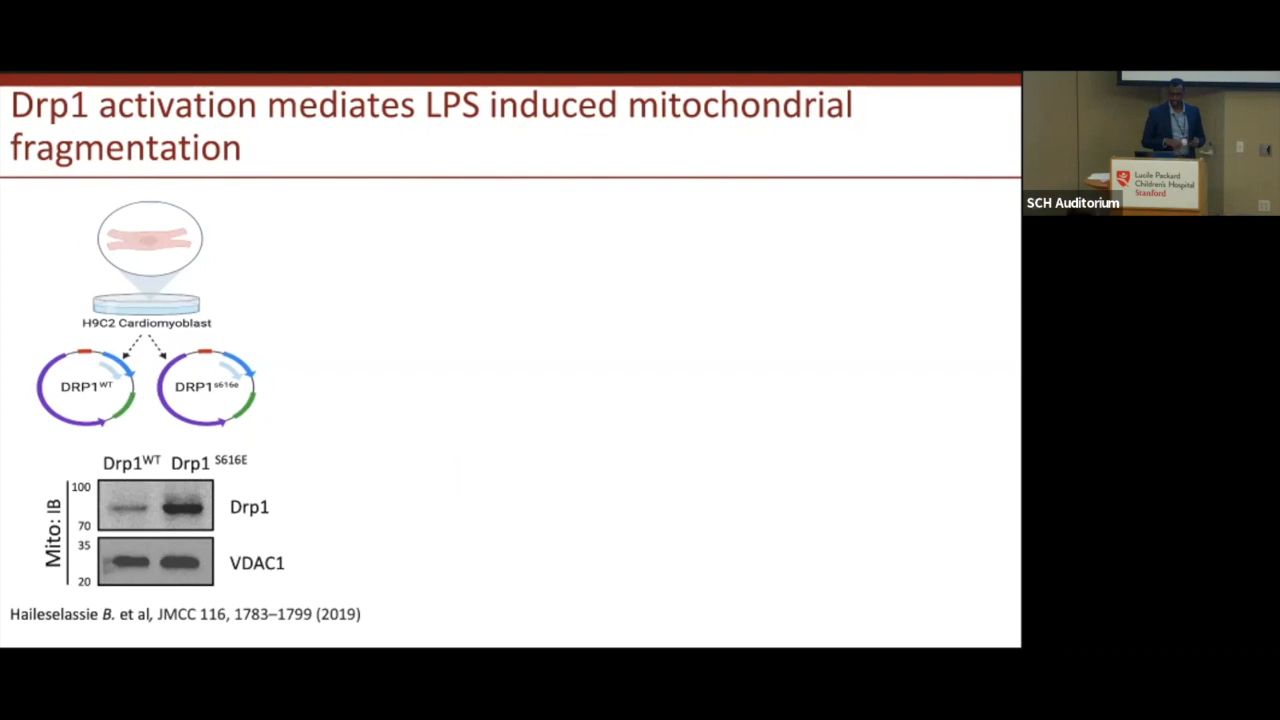 Drp1 activation mediates LPS induced mitochondrial
fragmentation
H9C2 Cardiomyoblast
DRP1WT
DRP1s616e
Drp1WT Drp1 S616E
Mito: IB
100
70
Drp1
35
20
VDAC1
Haileselassie B. et al, JMCC 116, 1783–1799 (2019)
Lucile Packard
Children's Hospital
Stanford
SCH Auditorium